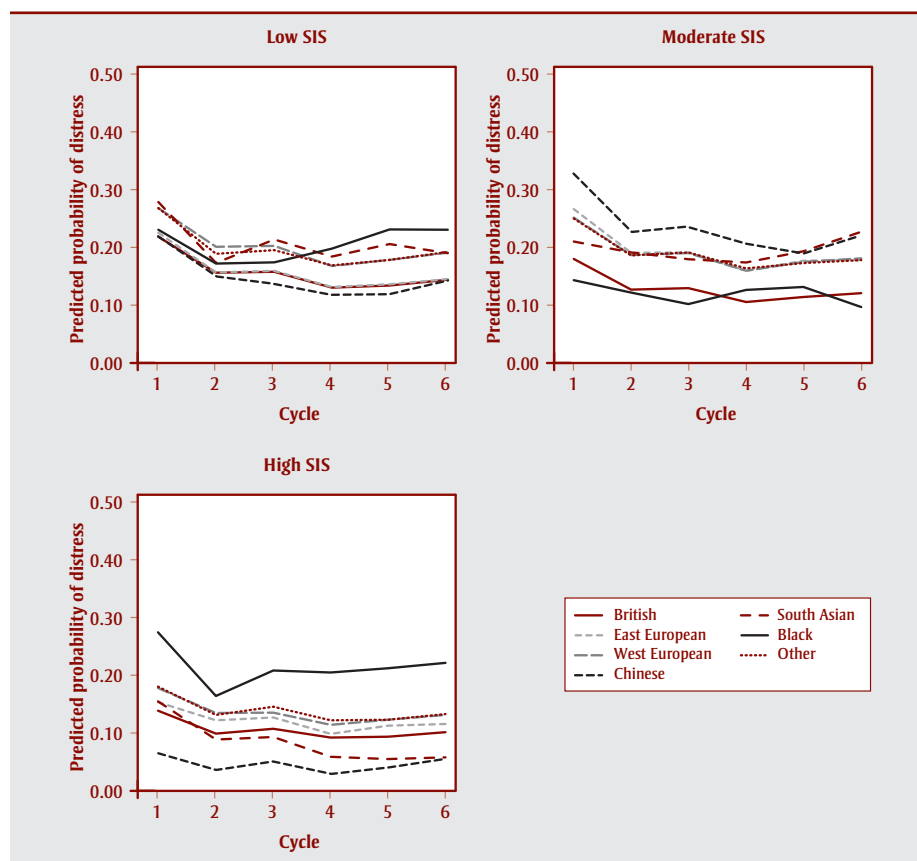 Low SIS
Predicted probability of distress
0.50
0.40
0.30
0.20
0.10
0.00
1 2 3 4 5 6
Cycle
Moderate SIS
Predicted probability of distress
0.50
0.40
0.30
0.20
0.10
0.00
1 2 3 4 5 6
Cycle
High SIS
Predicted probability of distress
0.50
0.40
0.30
0.20
0.10
0.00
1 2 3 4 5 6
Cycle
British
East European
West European
Chinese
South Asian
Black
Other